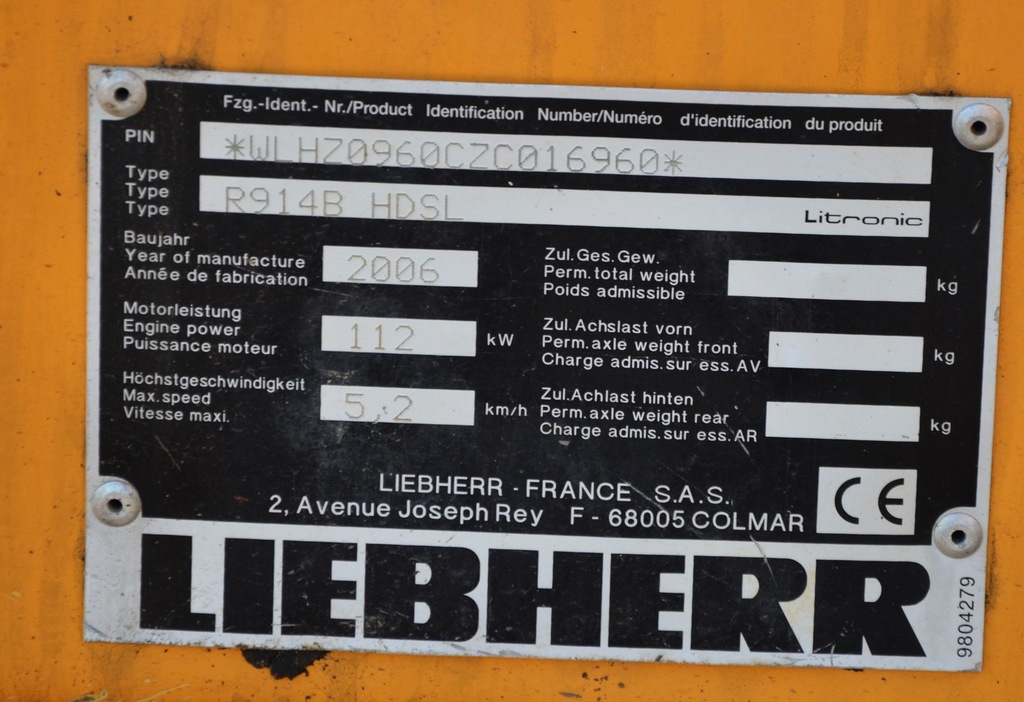 Fzg.-Ident.- Nr./Product Identification Number/Numéro d'identification du produit
PIN *WLHZ0960CZC016960*
Type
Type R914B HDSL Litronic
Type
Baujahr
Year of manufacture 2006
Année de fabrication
Zul.Ges.Gew.
Perm.total weight kg
Poids admissible
Motorleistung
Engine power 112 kW
Puissance moteur
Zul.Achslast vorn
Perm.axle weight front kg
Charge admis.sur ess.AV
Höchstgeschwindigkeit
Max.speed 5,2 km/h
Vitesse maxi.
Zul.Achlast hinten
Perm.axle weight rear kg
Charge admis.sur ess.AR
LIEBHERR - FRANCE S.A.S.
2, Avenue Joseph Rey F - 68005 COLMAR
CE
LIEBHERR
9804279